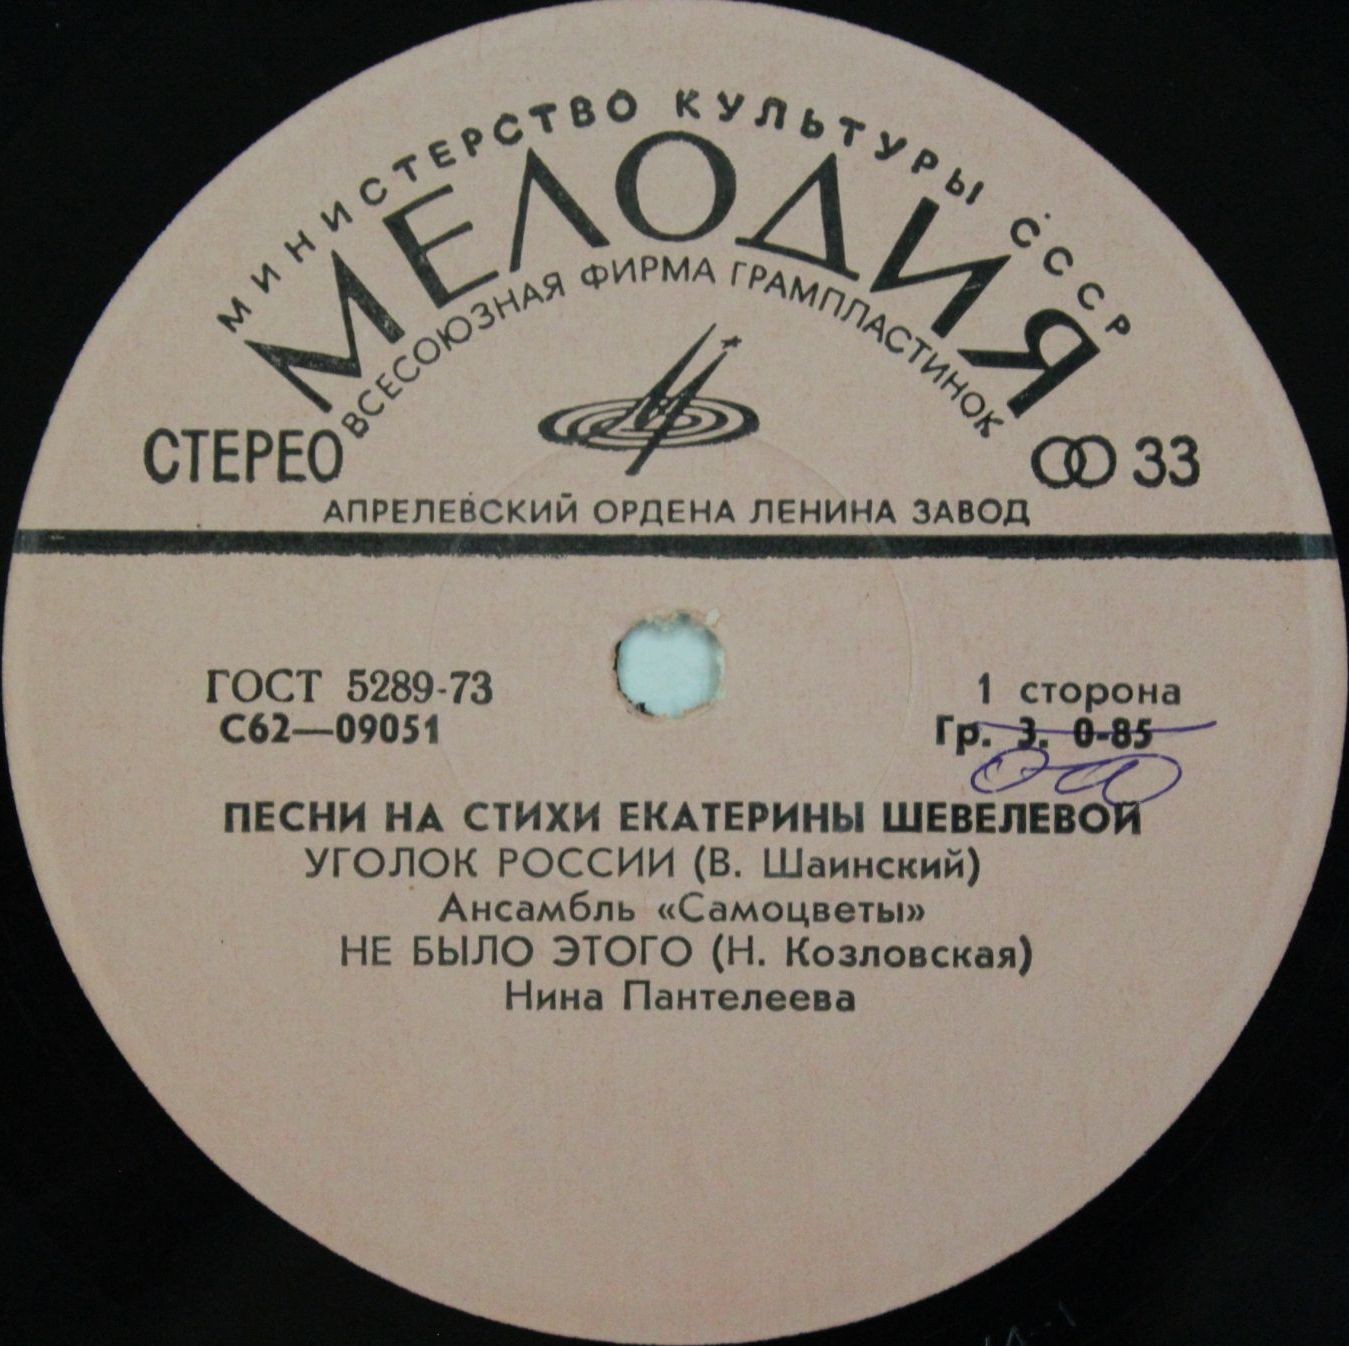 МИНИСТЕРСТВО КУЛЬТУРЫ СССР
МЕЛОДИЯ
ВСЕСОЮЗНАЯ ФИРМА ГРАМПЛАСТИНОК
СТЕРЕО 33
АПРЕЛЕВСКИЙ ОРДЕНА ЛЕНИНА ЗАВОД
ГОСТ 5289-73
С62—09051
1 сторона
Гр. 3. 0-85
ПЕСНИ НА СТИХИ ЕКАТЕРИНЫ ШЕВЕЛЕВОЙ
УГОЛОК РОССИИ (В. Шаинский)
Ансамбль «Самоцветы»
НЕ БЫЛО ЭТОГО (Н. Козловская)
Нина Пантелеева